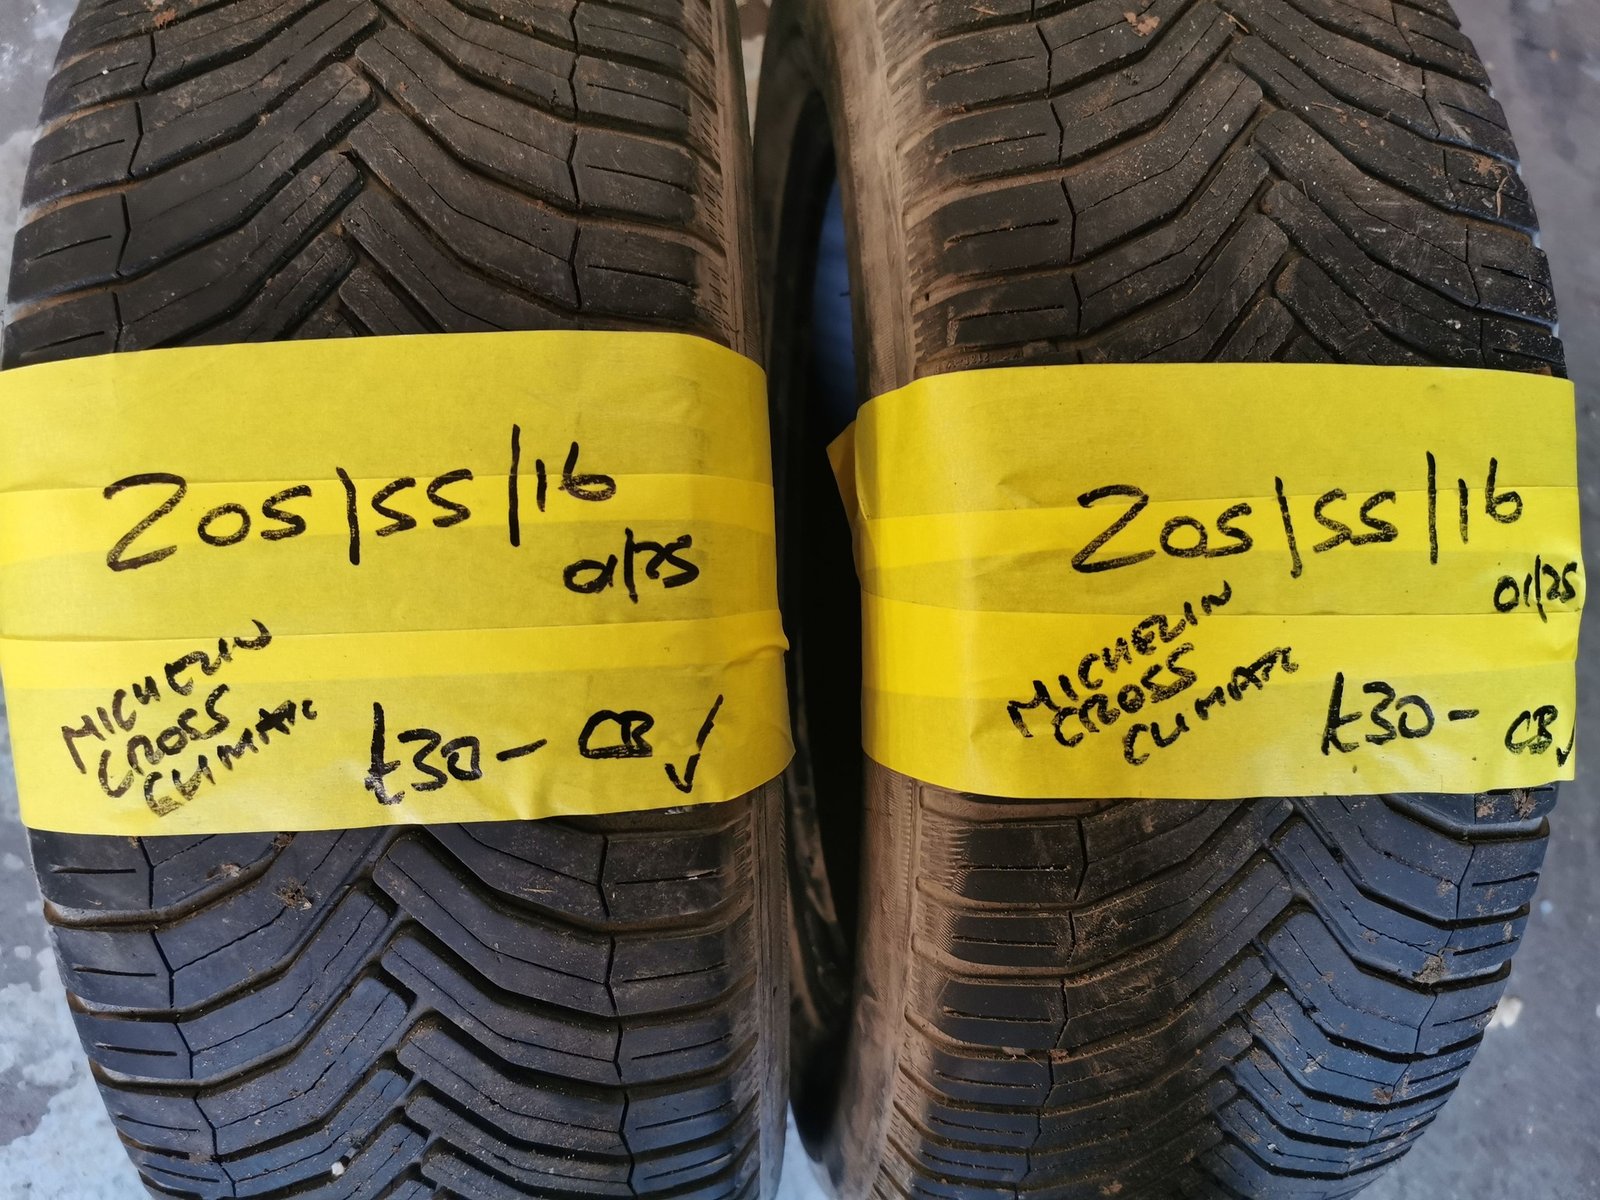 205/55/16
01/25
MICHELIN
CROSS
CLIMATE
£30- CB ✓
205/55/16
01/25
MICHELIN
CROSS
CLIMATE
£30- CB ✓